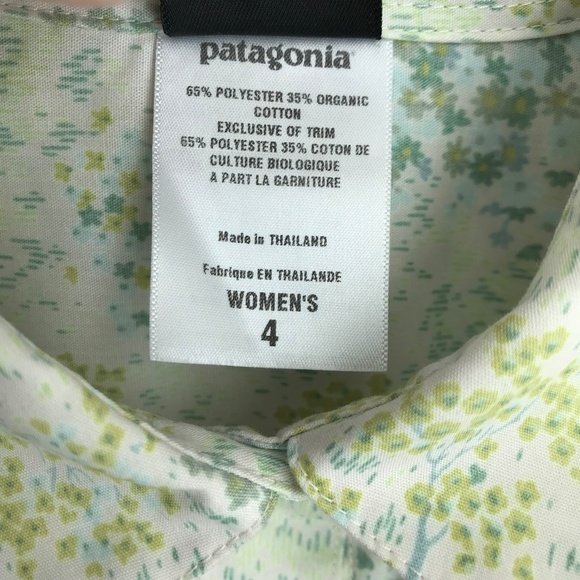 patagonia
65% POLYESTER 35% ORGANIC
COTTON
EXCLUSIVE OF TRIM
65% POLYESTER 35% COTON DE
CULTURE BIOLOGIQUE
A PART LA GARNITURE
Made in THAILAND
Fabrique EN THAILANDE
WOMEN'S
4